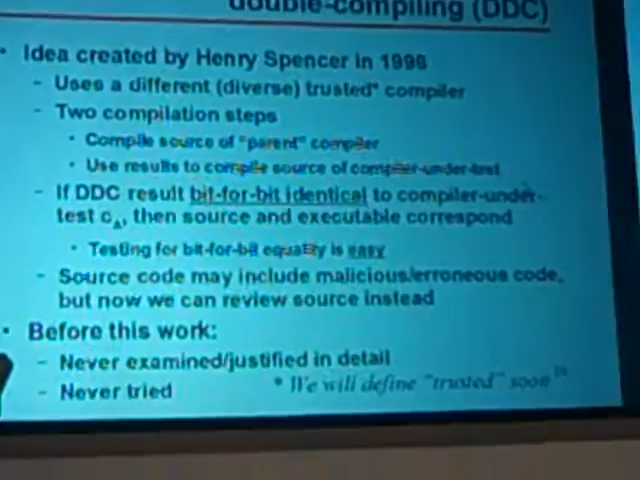 double-compiling (DDC)
• Idea created by Henry Spencer in 1998
– Uses a different (diverse) trusted* compiler
– Two compilation steps
• Compile source of "parent" compiler
• Use results to compile source of compiler-under-test
– If DDC result bit-for-bit identical to compiler-under-
test cA, then source and executable correspond
• Testing for bit-for-bit equality is easy
– Source code may include malicious/erroneous code,
but now we can review source instead
• Before this work:
– Never examined/justified in detail
– Never tried
* We will define "trusted" soon